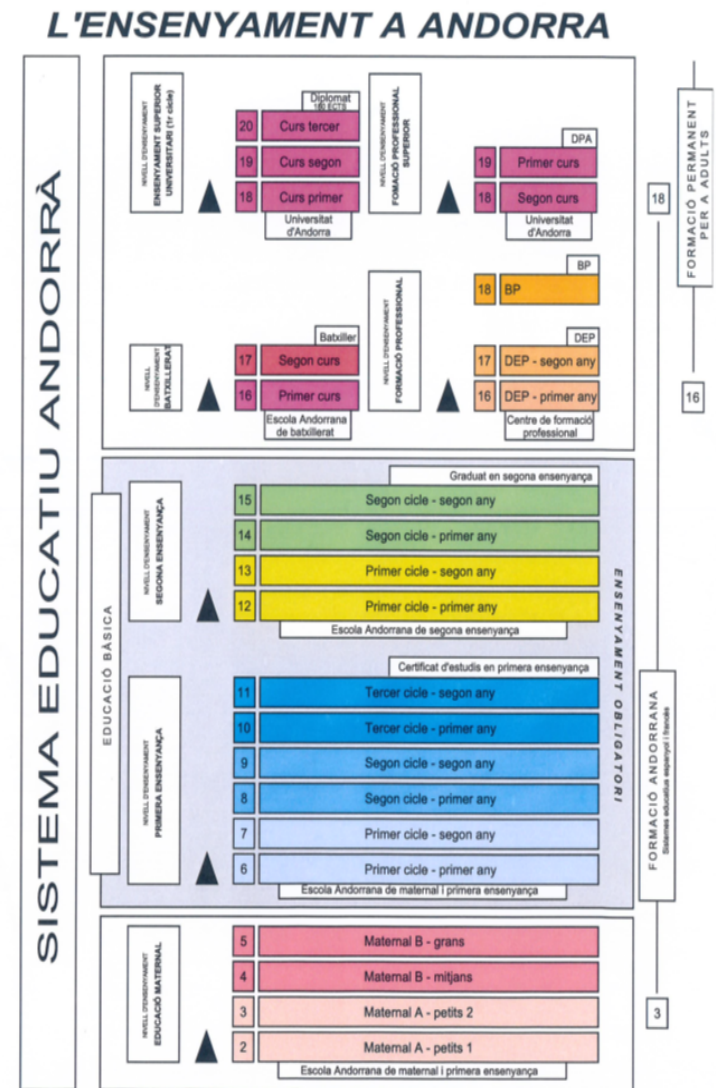 L'ENSENYAMENT A ANDORRA
SISTEMA EDUCATIU ANDORRÀ
NIVELL D'ENSENYAMENT
ENSENYAMENT SUPERIOR
UNIVERSITARI (1r cicle)
Diplomat
180 ECTS
20 Curs tercer
19 Curs segon
18 Curs primer
Universitat
d'Andorra
NIVELL D'ENSENYAMENT
FOMACIÓ PROFESSIONAL
SUPERIOR
DPA
19 Primer curs
18 Segon curs
Universitat
d'Andorra
NIVELL
D'ENSENYAMENT
BATXILLERAT
Batxiller
17 Segon curs
16 Primer curs
Escola Andorrana
de batxillerat
NIVELL D'ENSENYAMENT
FORMACIÓ PROFESSIONAL
BP
18 BP
DEP
17 DEP - segon any
16 DEP - primer any
Centre de formació
professional
EDUCACIÓ BÀSICA
NIVELL D'ENSENYAMENT
SEGONA ENSENYANÇA
Graduat en segona ensenyança
15 Segon cicle - segon any
14 Segon cicle - primer any
13 Primer cicle - segon any
12 Primer cicle - primer any
Escola Andorrana de segona ensenyança
NIVELL D'ENSENYAMENT
PRIMERA ENSENYANÇA
Certificat d'estudis en primera ensenyança
11 Tercer cicle - segon any
10 Tercer cicle - primer any
9 Segon cicle - segon any
8 Segon cicle - primer any
7 Primer cicle - segon any
6 Primer cicle - primer any
Escola Andorrana de maternal i primera ensenyança
ENSENYAMENT OBLIGATORI
NIVELL D'ENSENYAMENT
EDUCACIÓ MATERNAL
5 Maternal B - grans
4 Maternal B - mitjans
3 Maternal A - petits 2
2 Maternal A - petits 1
Escola Andorrana de maternal i primera ensenyança
18
FORMACIÓ ANDORRANA
Sistemes educatius espanyol i francès
3
FORMACIÓ PERMANENT
PER A ADULTS
16